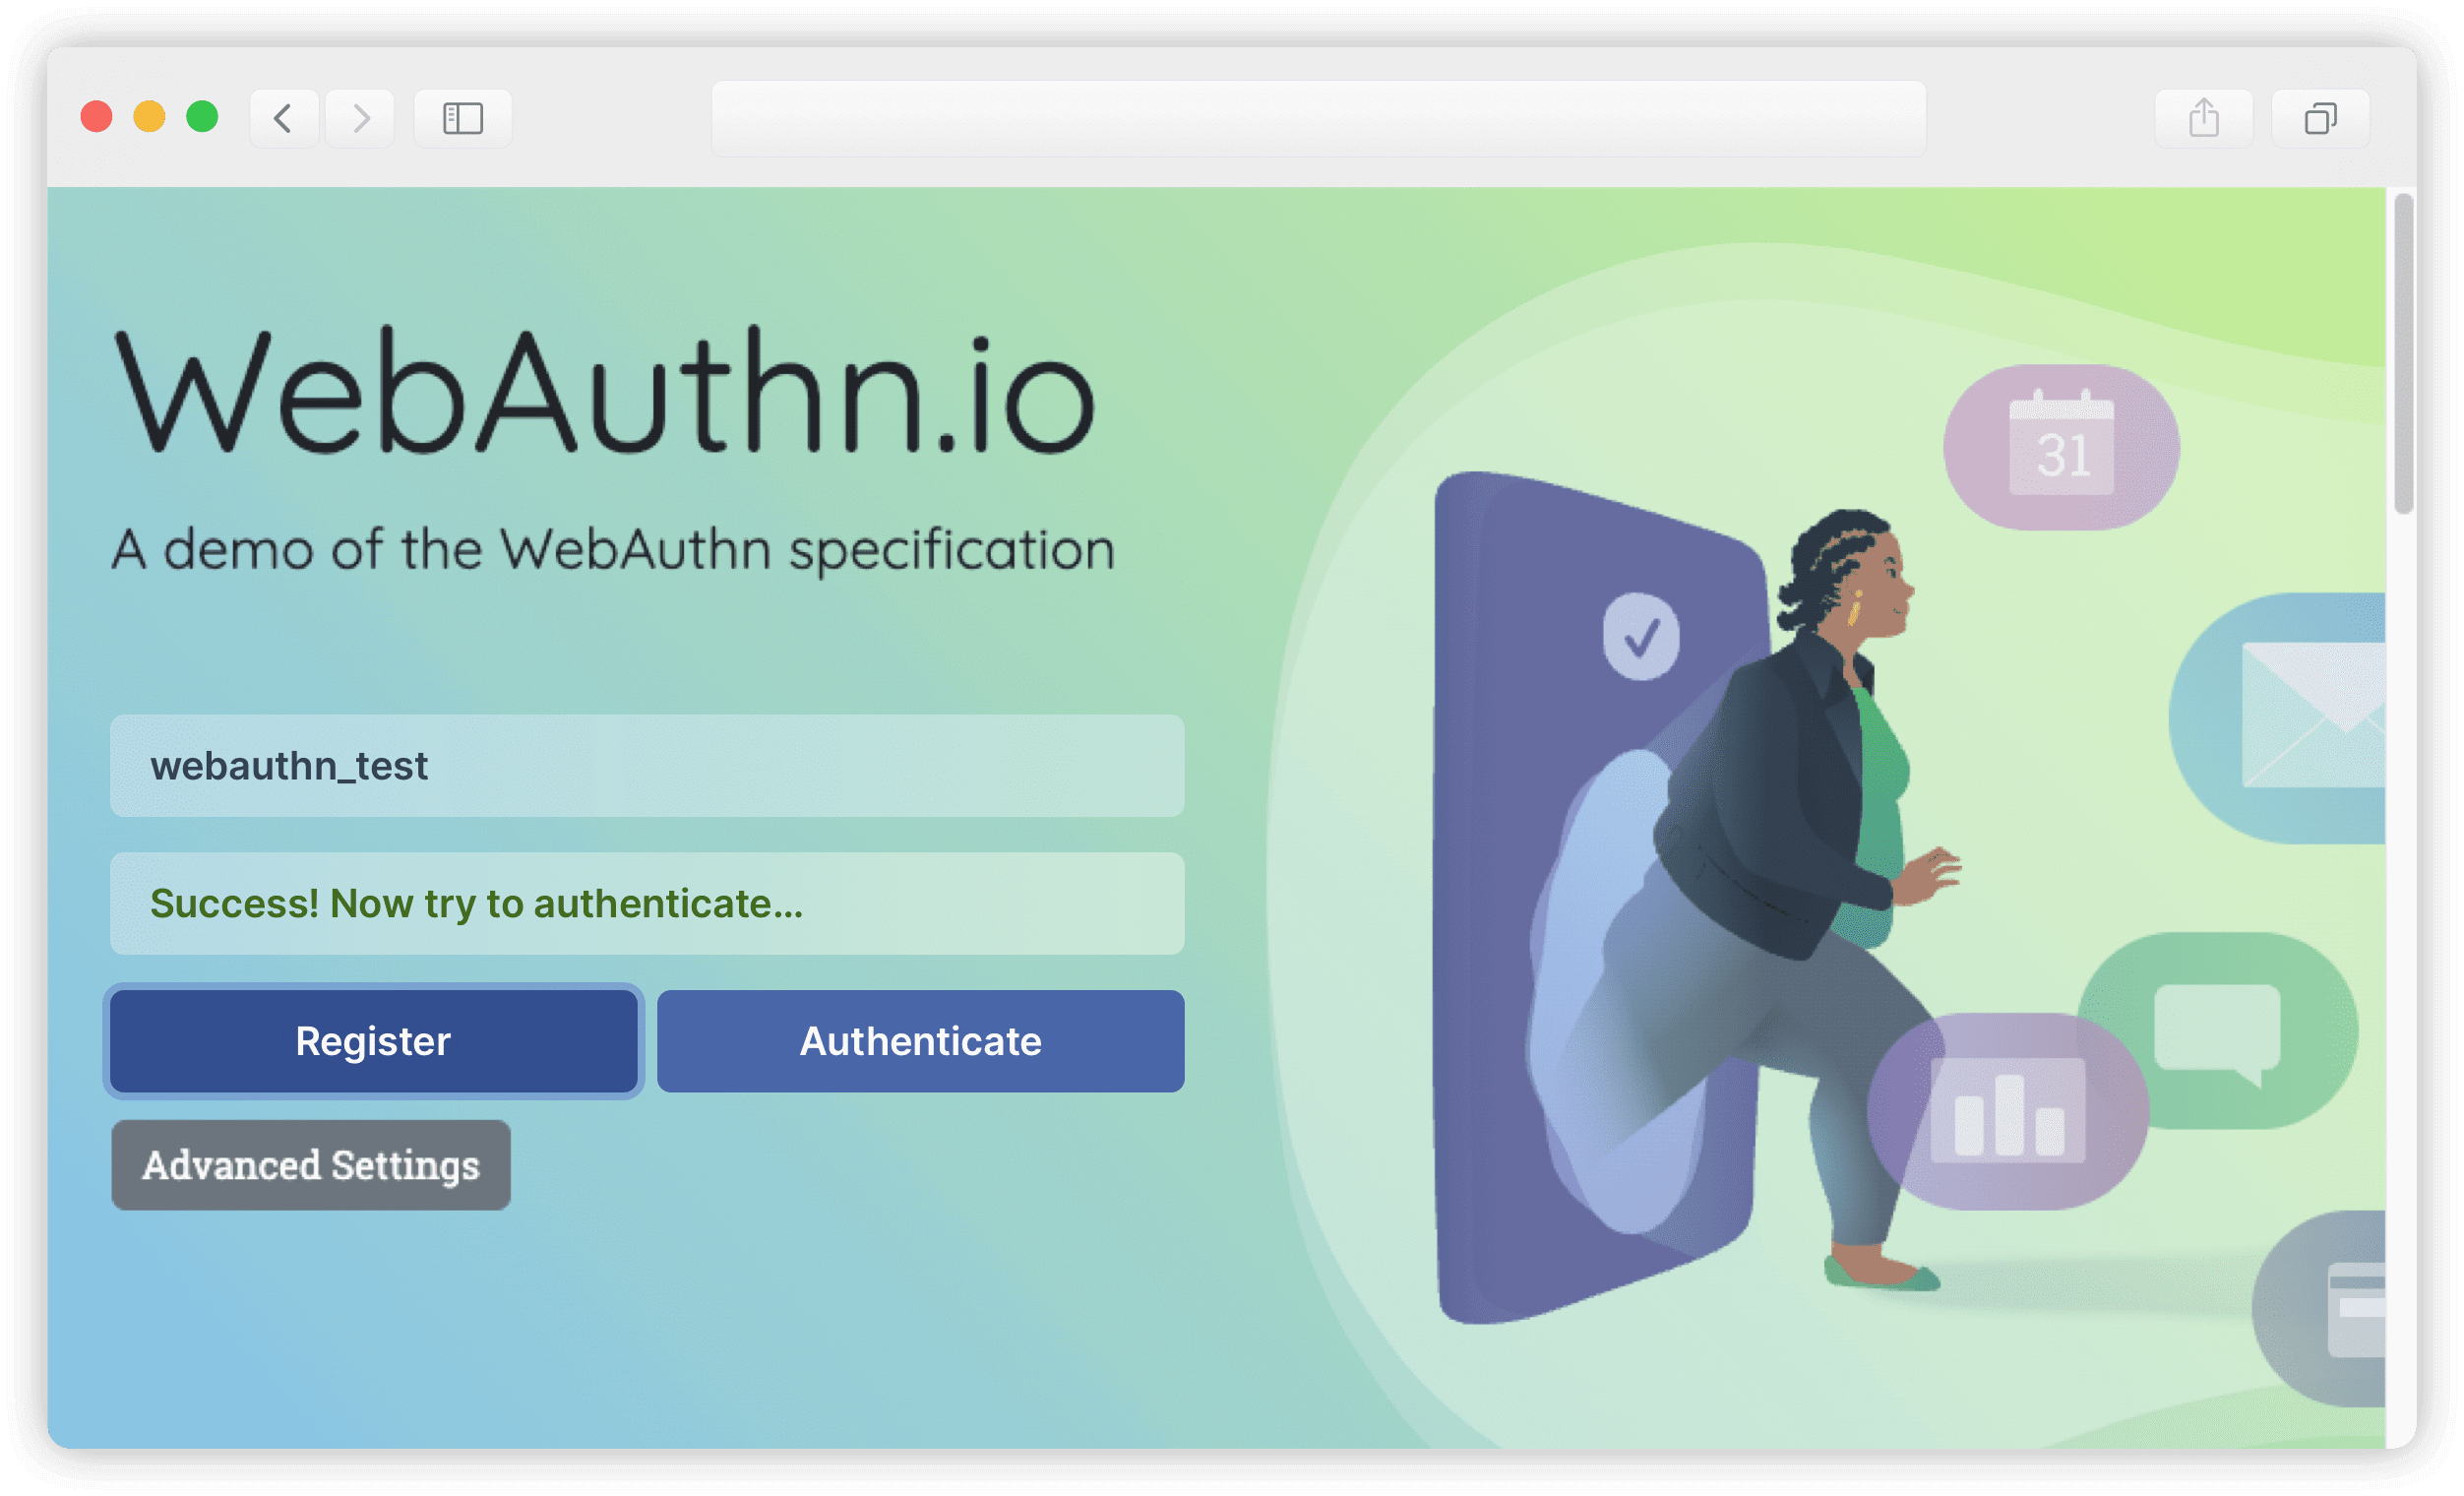 WebAuthn.io
A demo of the WebAuthn specification
webauthn_test
Success! Now try to authenticate...
Register
Authenticate
Advanced Settings
31